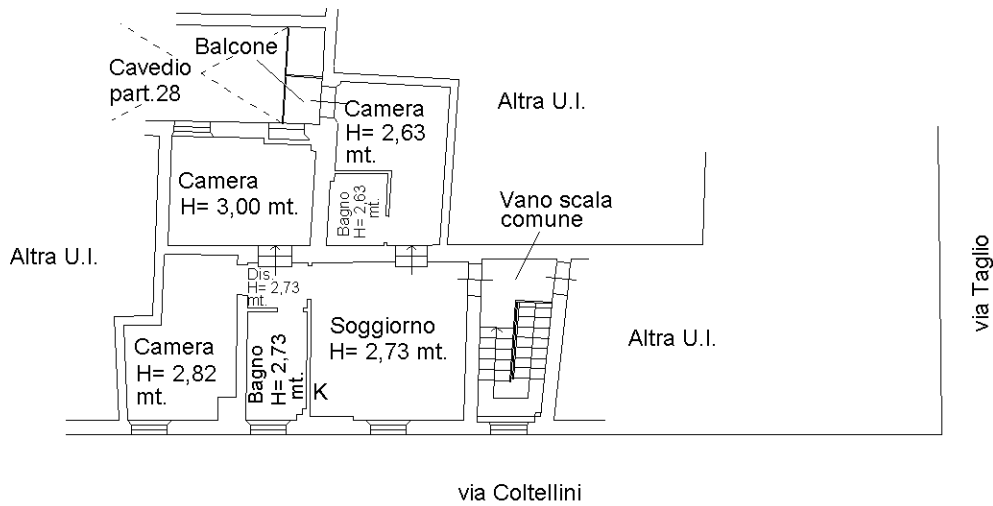 Balcone
Cavedio
part.28
Camera
H= 2,63
mt.
Altra U.I.
Camera
H= 3,00 mt.
Bagno
H= 2,63
mt.
Vano scala
comune
Altra U.I.
Dis.
H= 2,73
mt.
Camera
H= 2,82
mt.
Bagno
H= 2,73
mt.
Soggiorno
H= 2,73 mt.
K
Altra U.I.
via Taglio
via Coltellini